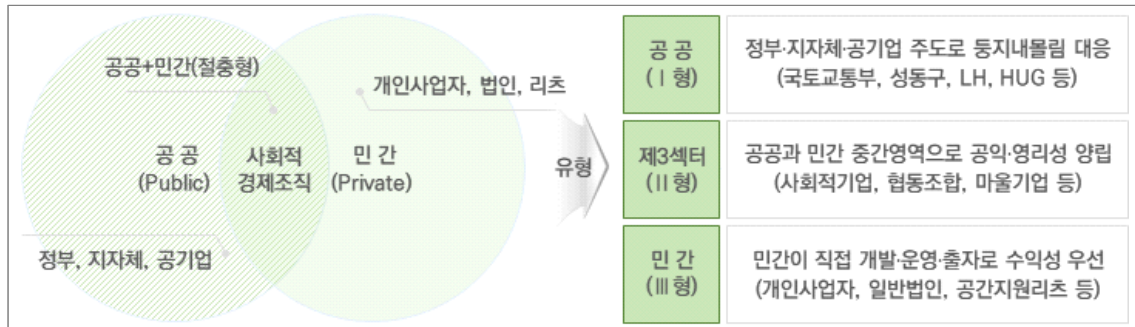 공공+민간(절충형)
개인사업자, 법인, 리츠
공 공
(Public)
사회적
경제조직
민 간
(Private)
정부, 지자체, 공기업
유형
공 공
(Ⅰ형)
정부·지자체·공기업 주도로 둥지내몰림 대응
(국토교통부, 성동구, LH, HUG 등)
제3섹터
(Ⅱ형)
공공과 민간 중간영역으로 공익·영리성 양립
(사회적기업, 협동조합, 마울기업 등)
민 간
(Ⅲ형)
민간이 직접 개발·운영·출자로 수익성 우선
(개인사업자, 일반법인, 공간지원리츠 등)